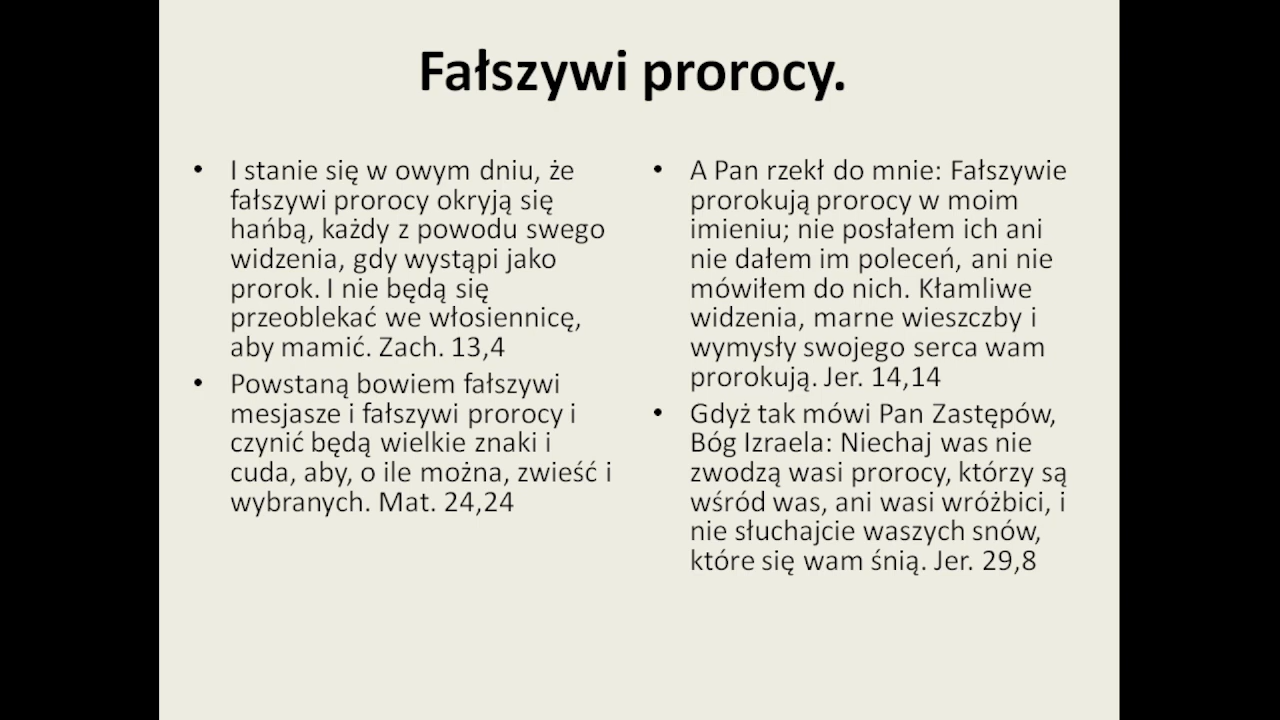 Fałszywi prorocy.
• I stanie się w owym dniu, że
fałszywi prorocy okryją się
hańbą, każdy z powodu swego
widzenia, gdy wystąpi jako
prorok. I nie będą się
przeoblekać we włosiennicę,
aby mamić. Zach. 13,4
• Powstaną bowiem fałszywi
mesjasze i fałszywi prorocy i
czynić będą wielkie znaki i
cuda, aby, o ile można, zwieść i
wybranych. Mat. 24,24
• A Pan rzekł do mnie: Fałszywie
prorokują prorocy w moim
imieniu; nie posłałem ich ani
nie dałem im poleceń, ani nie
mówiłem do nich. Kłamliwe
widzenia, marne wieszczby i
wymysły swojego serca wam
prorokują. Jer. 14,14
• Gdyż tak mówi Pan Zastępów,
Bóg Izraela: Niechaj was nie
zwodzą wasi prorocy, którzy są
wśród was, ani wasi wróżbici, i
nie słuchajcie waszych snów,
które się wam śnią. Jer. 29,8